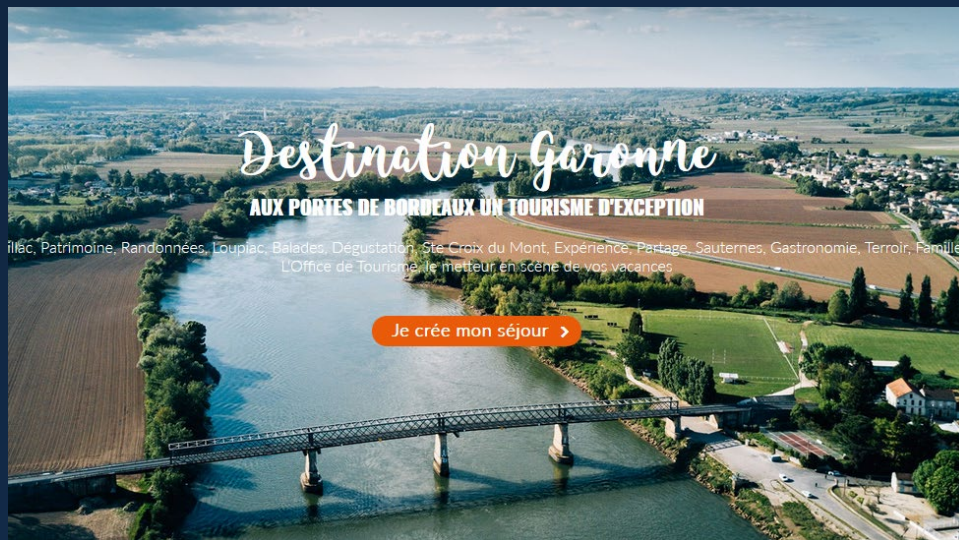 Destination Garonne
AUX PORTES DE BORDEAUX UN TOURISME D'EXCEPTION
Patrimoine, Randonnées, Loupiac, Balades, Dégustation, Ste Croix du Mont, Expérience, Partage, Sauternes, Gastronomie, Terroir, Famille
L'Office de Tourisme, le metteur en scène de vos vacances
Je crée mon séjour